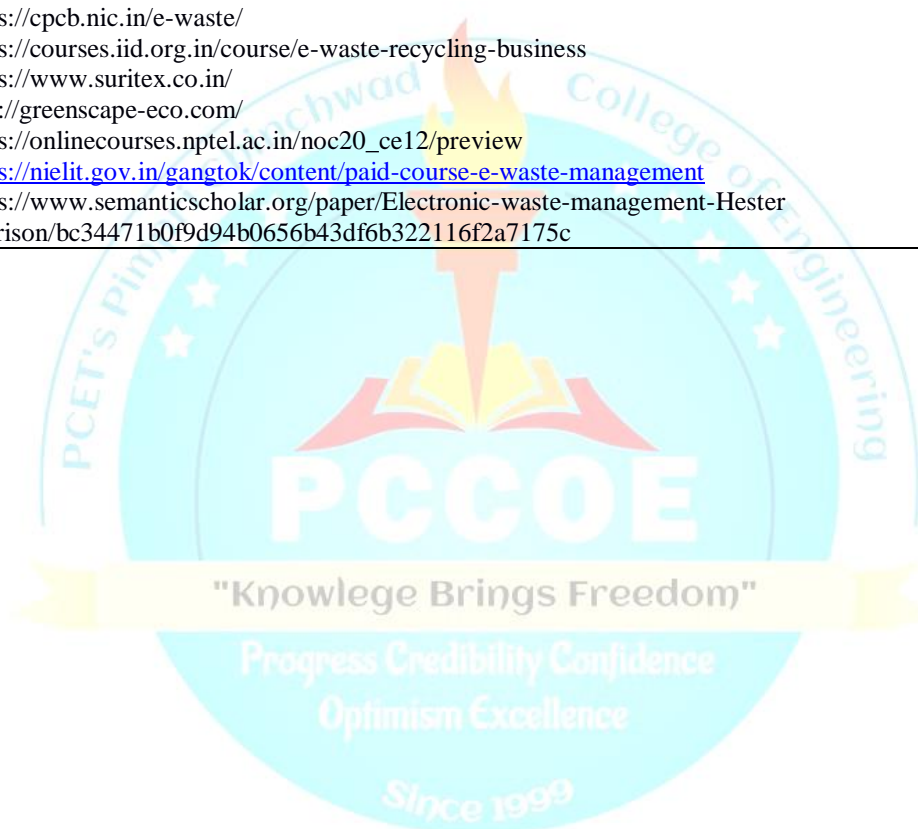 s://cpcb.nic.in/e-waste/
s://courses.iid.org.in/course/e-waste-recycling-business
s://www.suritex.co.in/
://greenscape-eco.com/
s://onlinecourses.nptel.ac.in/noc20_ce12/preview
s://nielit.gov.in/gangtok/content/paid-course-e-waste-management
s://www.semanticscholar.org/paper/Electronic-waste-management-Hester
rison/bc34471b0f9d94b0656b43df6b322116f2a7175c
PCET's Pimpri Chinchwad College of Engineering
PCCOE
"Knowlege Brings Freedom"
Progress Credibility Confidence
Optimism Excellence
Since 1999